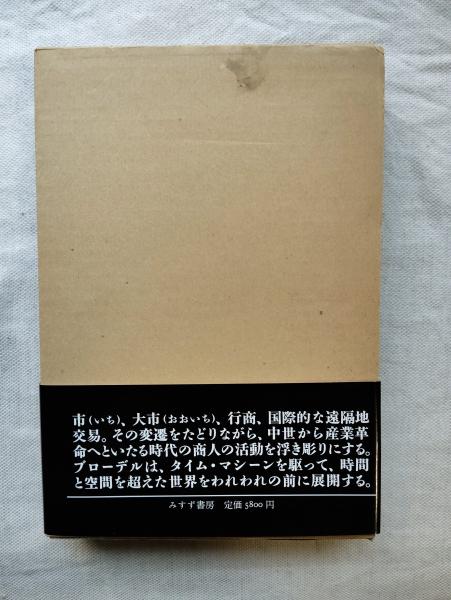 市(いち)、大市(おおいち)、行商、国際的な遠隔地
交易。その変遷をたどりながら、中世から産業革
命へといたる時代の商人の活動を浮き彫りにする。
ブローデルは、タイム・マシーンを駆って、時間
と空間を超えた世界をわれわれの前に展開する。
みすず書房 定価 5800 円